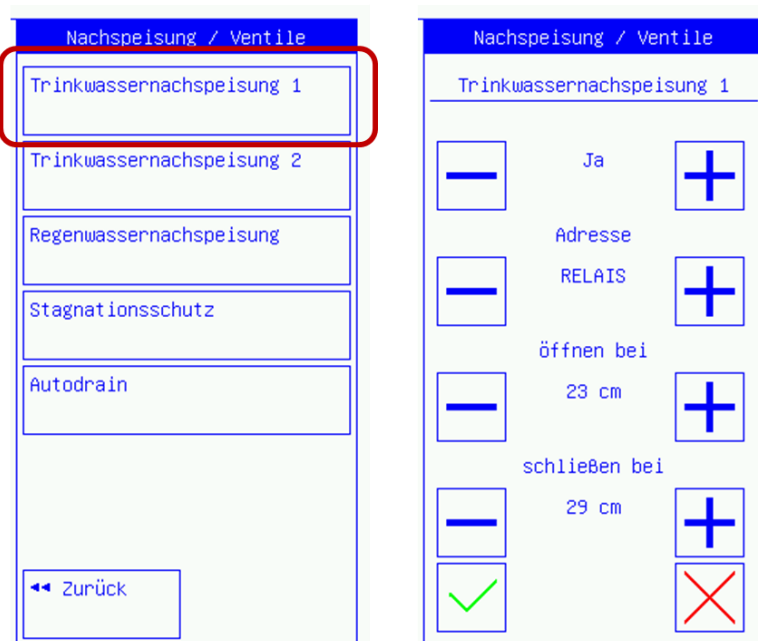 Nachspeisung / Ventile
Trinkwassernachspeisung 1
Trinkwassernachspeisung 2
Regenwassernachspeisung
Stagnationsschutz
Autodrain
◄◄ Zurück
Nachspeisung / Ventile
Trinkwassernachspeisung 1
Ja
Adresse
RELAIS
öffnen bei
23 cm
schließen bei
29 cm